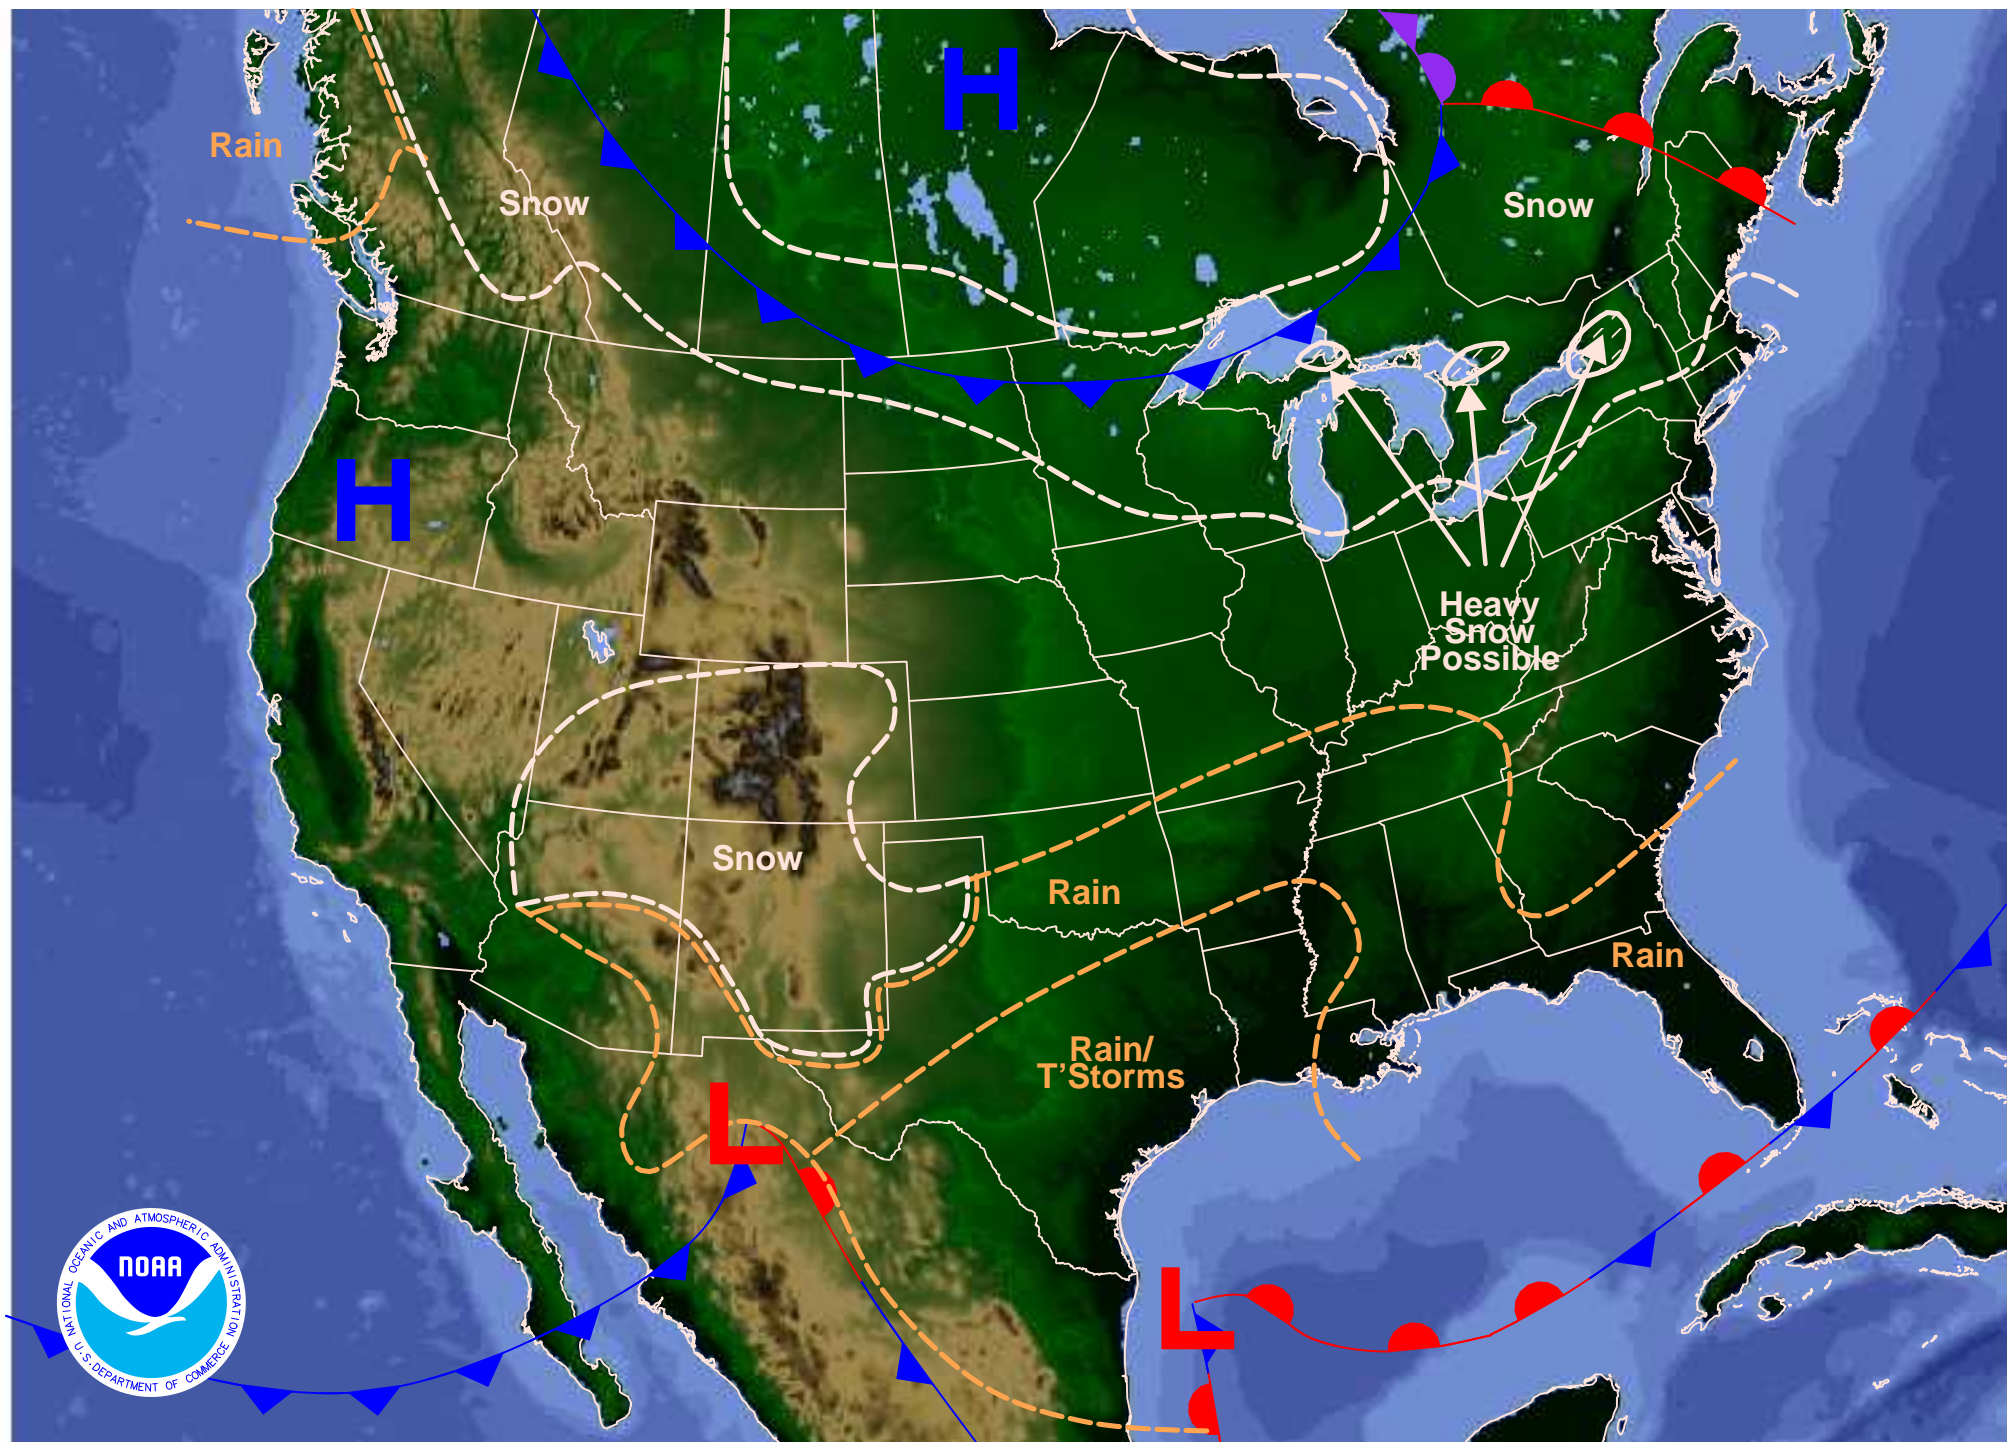 H
Rain
Snow
Snow
H
Heavy
Snow
Possible
Snow
Rain
Rain
Rain/
T'Storms
L
L
NATIONAL OCEANIC AND ATMOSPHERIC ADMINISTRATION
NOAA
U.S. DEPARTMENT OF COMMERCE